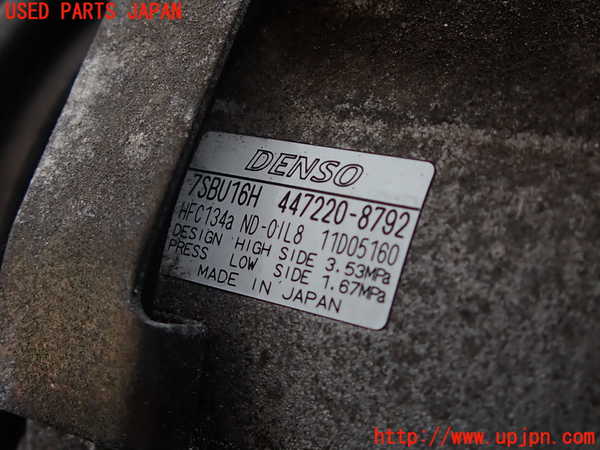 USED PARTS JAPAN
DENSO
7SBU16H 447220-8792
HFC134a ND-OIL8 11D05160
DESIGN HIGH SIDE 3.53MPa
PRESS LOW SIDE 1.67MPa
MADE IN JAPAN
http://www.upjpn.com/